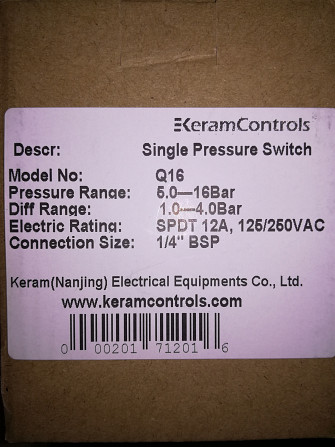 KeramControls
Descr: Single Pressure Switch
Model No: Q16
Pressure Range: 5.0—16Bar
Diff Range: 1.0—4.0Bar
Electric Rating: SPDT 12A, 125/250VAC
Connection Size: 1/4" BSP
Keram(Nanjing) Electrical Equipments Co., Ltd.
www.keramcontrols.com
0 00201 71201 6